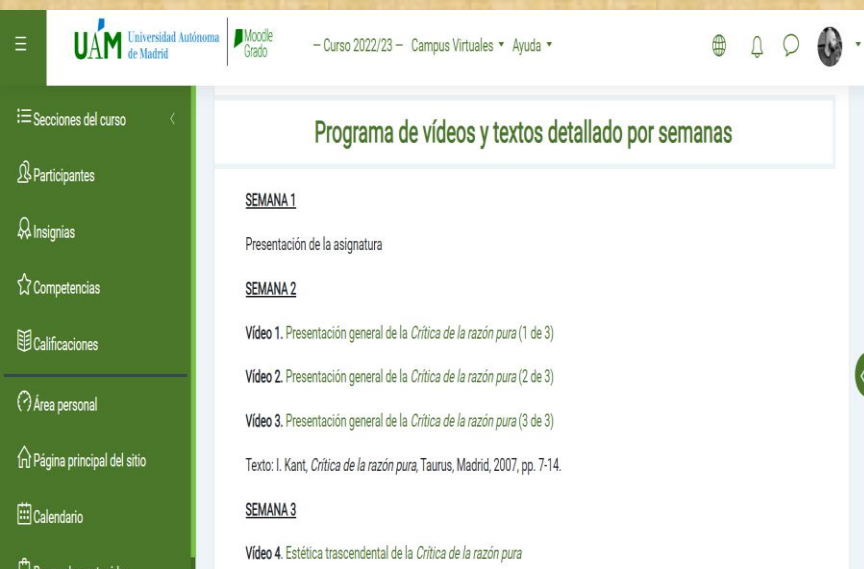 UAM Universidad Autónoma
de Madrid
Moodle
Grado
– Curso 2022/23 – Campus Virtuales Ayuda
Secciones del curso
Participantes
Insignias
Competencias
Calificaciones
Área personal
Página principal del sitio
Calendario
Programa de vídeos y textos detallado por semanas
SEMANA 1
Presentación de la asignatura
SEMANA 2
Vídeo 1. Presentación general de la Crítica de la razón pura (1 de 3)
Vídeo 2. Presentación general de la Crítica de la razón pura (2 de 3)
Vídeo 3. Presentación general de la Crítica de la razón pura (3 de 3)
Texto: I. Kant, Crítica de la razón pura, Taurus, Madrid, 2007, pp. 7-14.
SEMANA 3
Vídeo 4. Estética trascendental de la Crítica de la razón pura